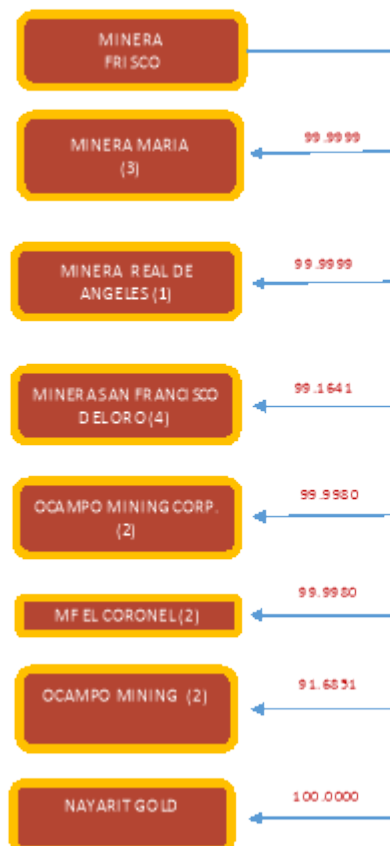 MINERA
FRISCO
MINERA MARIA
(3)
99.9999
MINERA REAL DE
ANGELES (1)
99.9999
MINERA SAN FRANCISCO
DEL ORO (4)
99.1641
OCAMPO MINING CORP.
(2)
99.9980
MF EL CORONEL (2)
99.9980
OCAMPO MINING (2)
91.6831
NAYARIT GOLD
100.0000